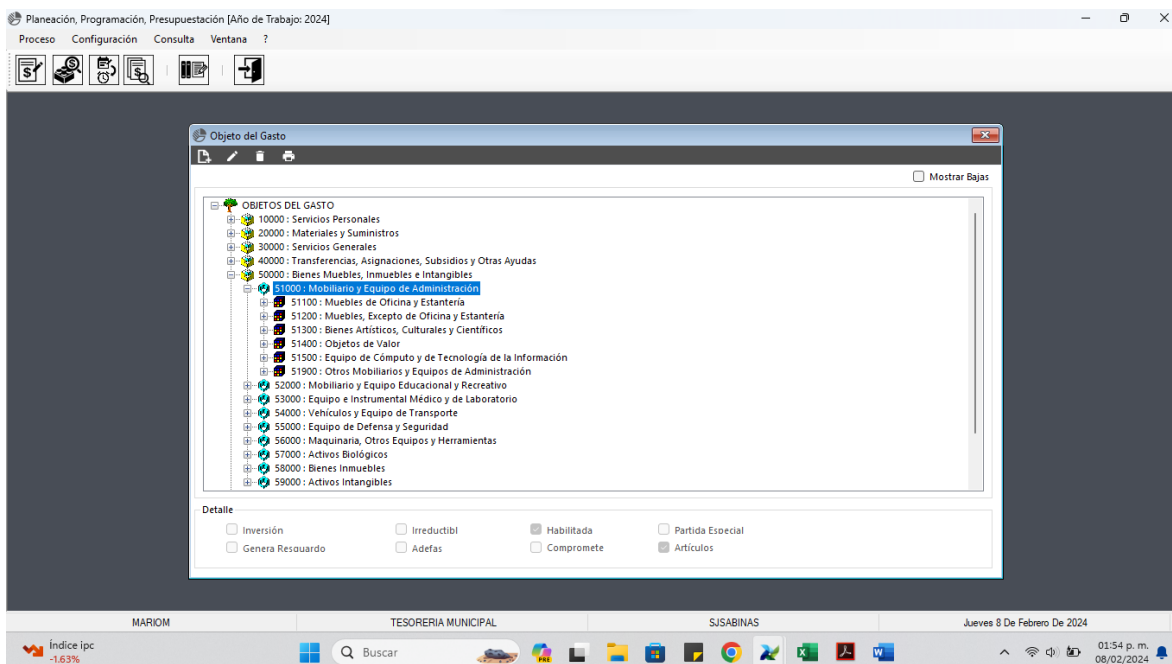 Planeación, Programación, Presupuestación [Año de Trabajo: 2024]
Proceso Configuración Consulta Ventana ?
Objeto del Gasto
Mostrar Bajas
OBJETOS DEL GASTO
10000 : Servicios Personales
20000 : Materiales y Suministros
30000 : Servicios Generales
40000 : Transferencias, Asignaciones, Subsidios y Otras Ayudas
50000 : Bienes Muebles, Inmuebles e Intangibles
51000 : Mobiliario y Equipo de Administración
51100 : Muebles de Oficina y Estantería
51200 : Muebles, Excepto de Oficina y Estantería
51300 : Bienes Artísticos, Culturales y Científicos
51400 : Objetos de Valor
51500 : Equipo de Cómputo y de Tecnología de la Información
51900 : Otros Mobiliarios y Equipos de Administración
52000 : Mobiliario y Equipo Educacional y Recreativo
53000 : Equipo e Instrumental Médico y de Laboratorio
54000 : Vehículos y Equipo de Transporte
55000 : Equipo de Defensa y Seguridad
56000 : Maquinaria, Otros Equipos y Herramientas
57000 : Activos Biológicos
58000 : Bienes Inmuebles
59000 : Activos Intangibles
Detalle
Inversión Irreductibl Habilitada Partida Especial
Genera Resguardo Adefas Compromete Artículos
MARIOM TESORERIA MUNICIPAL SJSABINAS Jueves 8 De Febrero De 2024
Índice ipc
-1.63%
Buscar
PRE
01:54 p. m.
08/02/2024